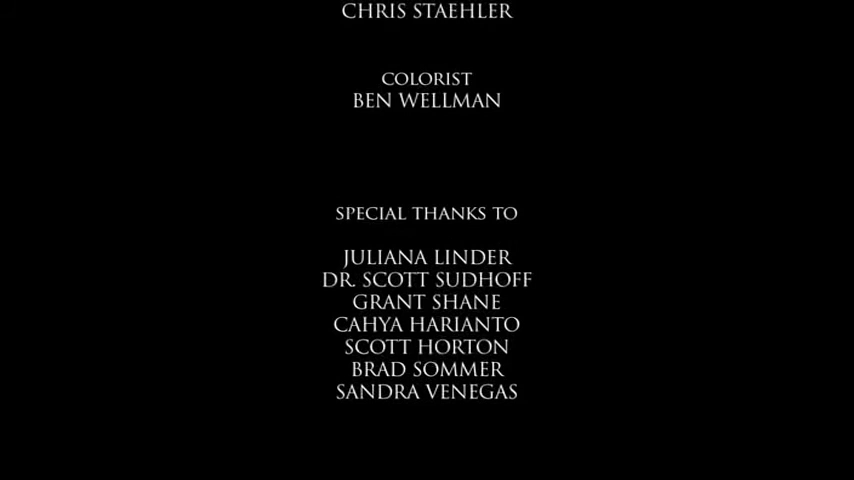 CHRIS STAEHLER
COLORIST
BEN WELLMAN
SPECIAL THANKS TO
JULIANA LINDER
DR. SCOTT SUDHOFF
GRANT SHANE
CAHYA HARIANTO
SCOTT HORTON
BRAD SOMMER
SANDRA VENEGAS